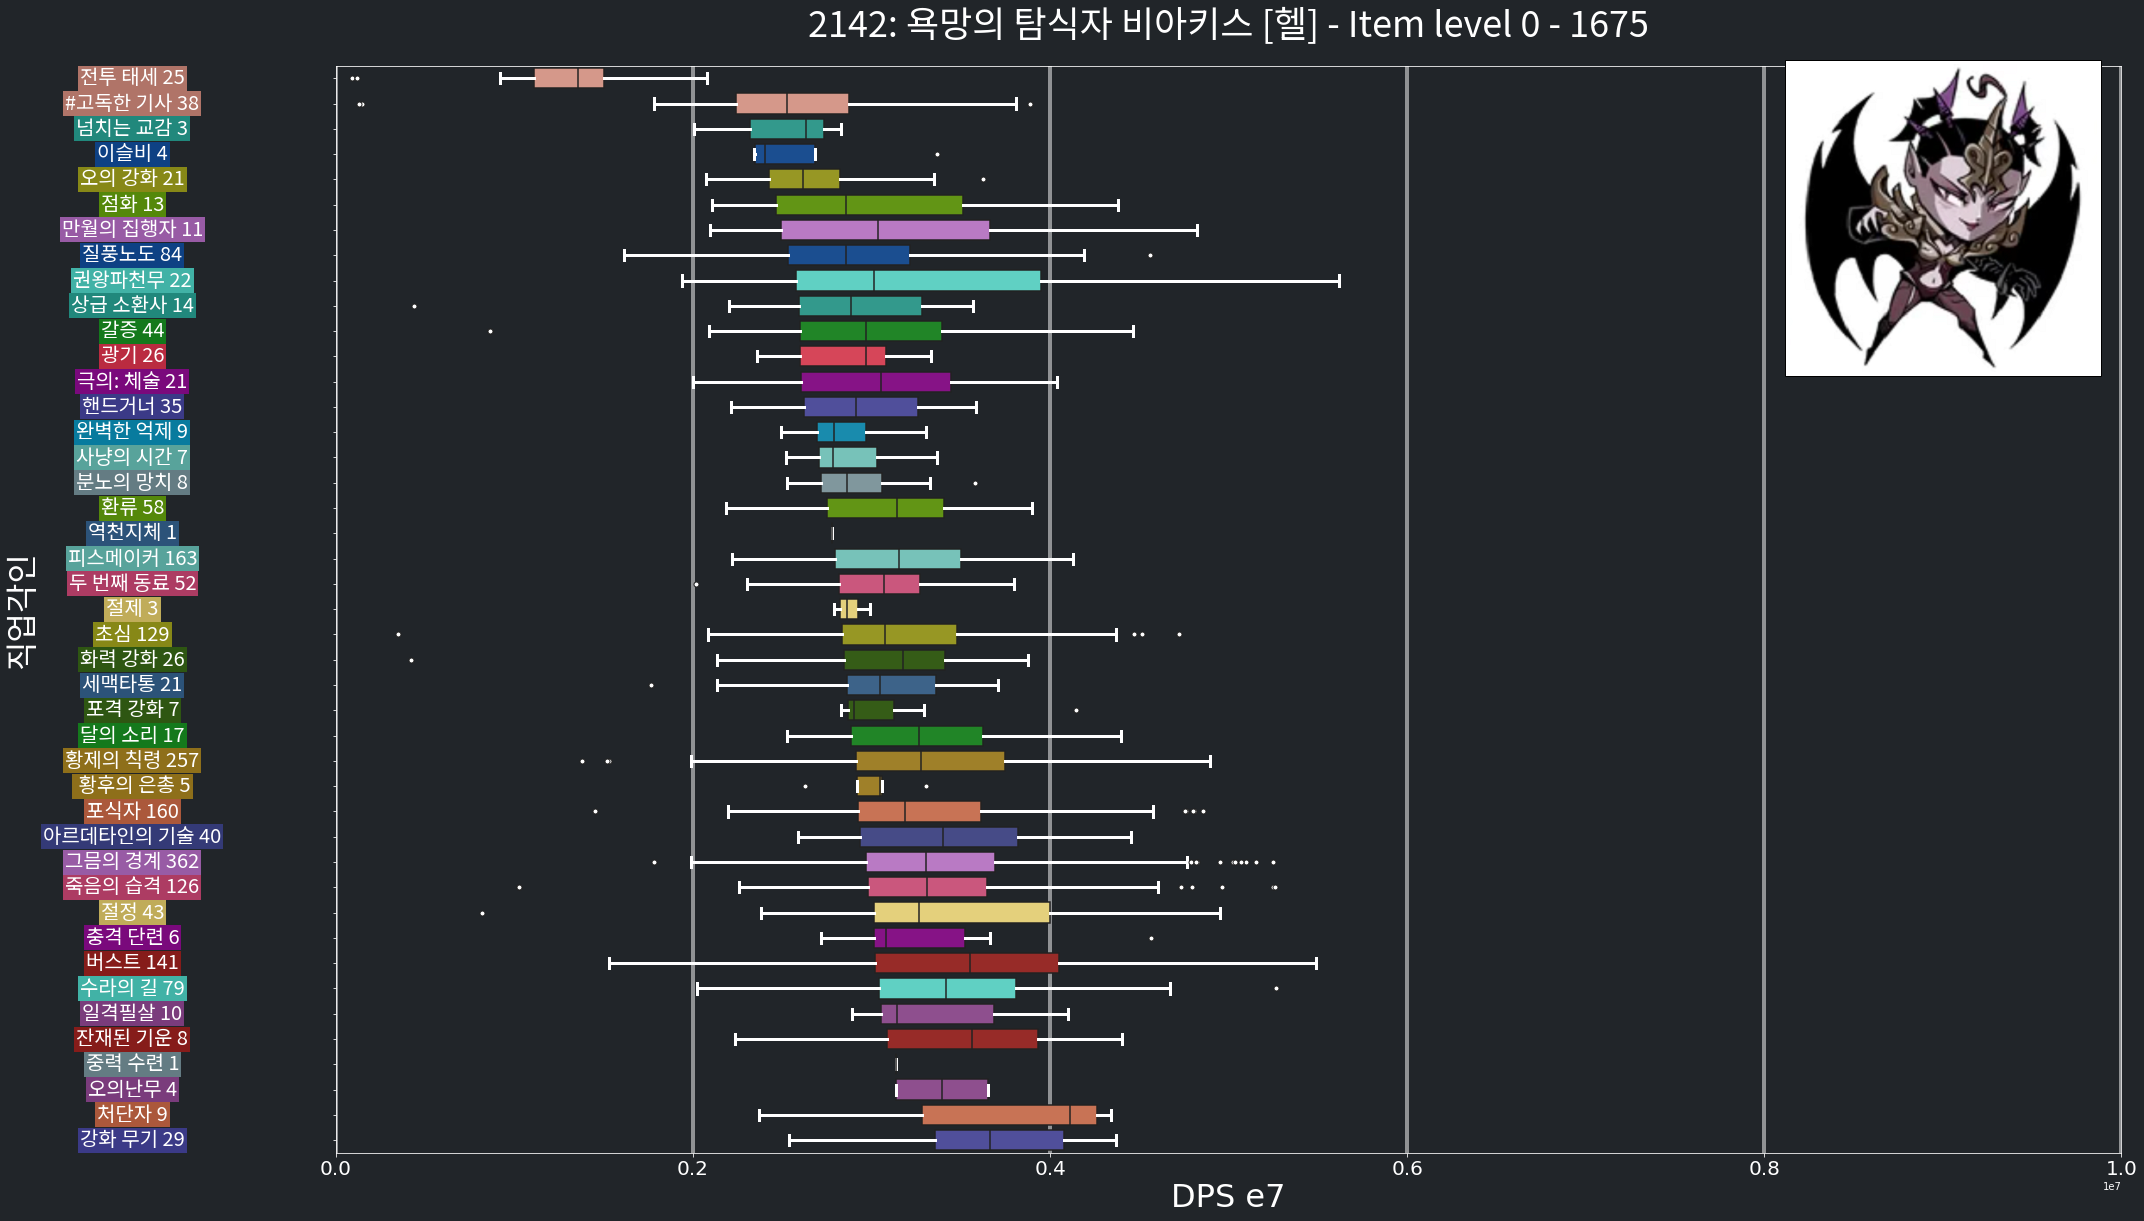 2142: 욕망의 탐식자 비아키스 [헬] - Item level 0 - 1675
전투 태세 25
#고독한 기사 38
넘치는 교감 3
이슬비 4
오의 강화 21
점화 13
만월의 집행자 11
질풍노도 84
권왕파천무 22
상급 소환사 14
갈증 44
광기 26
극의: 체술 21
핸드거너 35
완벽한 억제 9
사냥의 시간 7
분노의 망치 8
환류 58
역천지체 1
피스메이커 163
두 번째 동료 52
절제 3
초심 129
화력 강화 26
세맥타통 21
포격 강화 7
달의 소리 17
황제의 칙령 257
황후의 은총 5
포식자 160
아르데타인의 기술 40
그믐의 경계 362
죽음의 습격 126
절정 43
충격 단련 6
버스트 141
수라의 길 79
일격필살 10
잔재된 기운 8
중력 수련 1
오의난무 4
처단자 9
강화 무기 29
직업각인
0.0 0.2 0.4 0.6 0.8 1.0
1e7
DPS e7